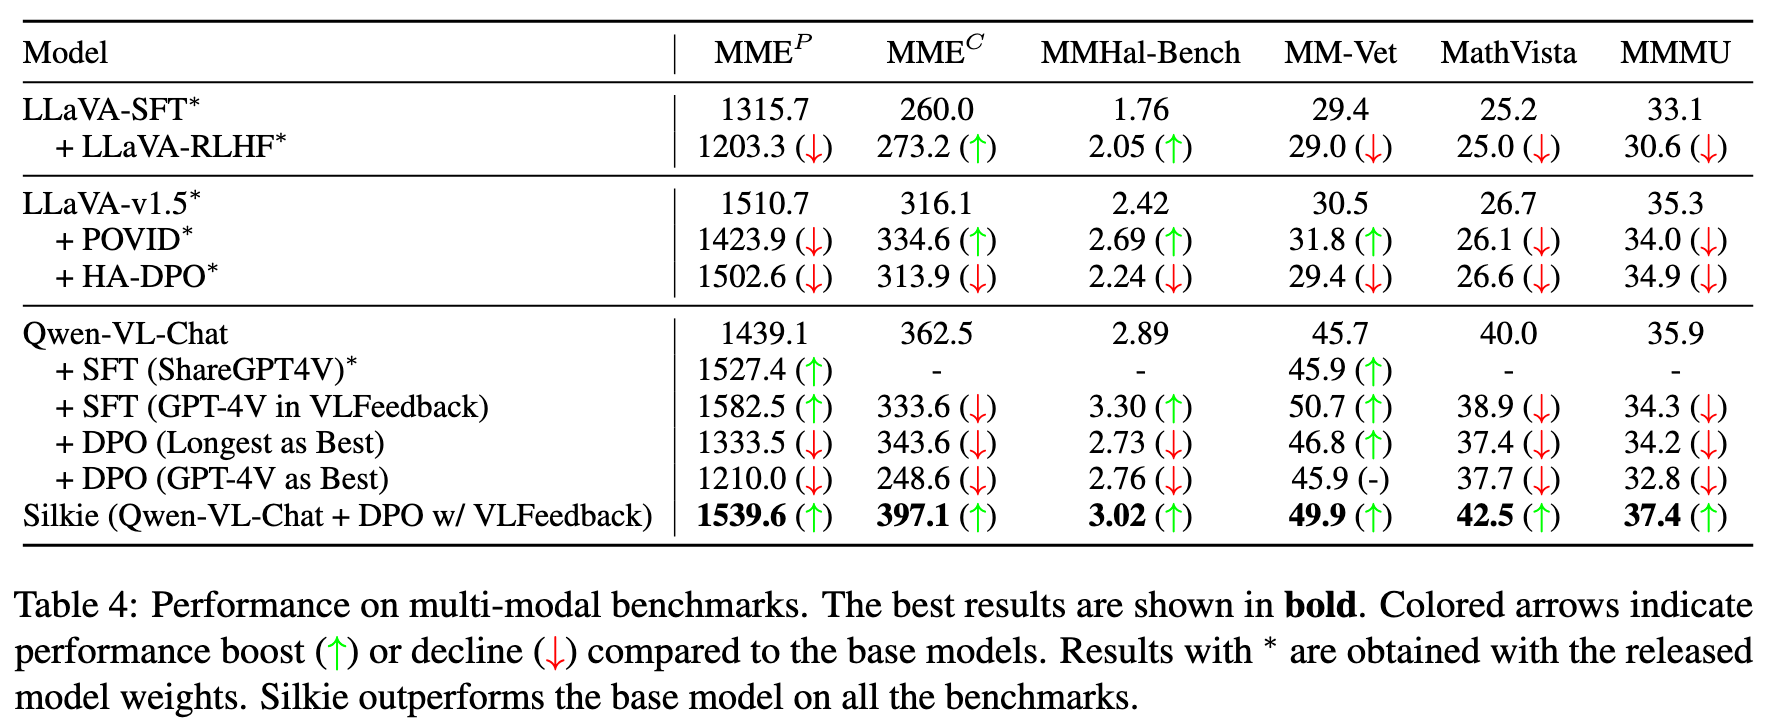 Model MME^P MME^C MMHal-Bench MM-Vet MathVista MMMU
LLaVA-SFT* 1315.7 260.0 1.76 29.4 25.2 33.1
+ LLaVA-RLHF* 1203.3 (↓) 273.2 (↑) 2.05 (↑) 29.0 (↓) 25.0 (↓) 30.6 (↓)
LLaVA-v1.5* 1510.7 316.1 2.42 30.5 26.7 35.3
+ POVID* 1423.9 (↓) 334.6 (↑) 2.69 (↑) 31.8 (↑) 26.1 (↓) 34.0 (↓)
+ HA-DPO* 1502.6 (↓) 313.9 (↓) 2.24 (↓) 29.4 (↓) 26.6 (↓) 34.9 (↓)
Qwen-VL-Chat 1439.1 362.5 2.89 45.7 40.0 35.9
+ SFT (ShareGPT4V)* 1527.4 (↑) - - 45.9 (↑) - -
+ SFT (GPT-4V in VLFeedback) 1582.5 (↑) 333.6 (↓) 3.30 (↑) 50.7 (↑) 38.9 (↓) 34.3 (↓)
+ DPO (Longest as Best) 1333.5 (↓) 343.6 (↓) 2.73 (↓) 46.8 (↑) 37.4 (↓) 34.2 (↓)
+ DPO (GPT-4V as Best) 1210.0 (↓) 248.6 (↓) 2.76 (↓) 45.9 (-) 37.7 (↓) 32.8 (↓)
Silkie (Qwen-VL-Chat + DPO w/ VLFeedback) 1539.6 (↑) 397.1 (↑) 3.02 (↑) 49.9 (↑) 42.5 (↑) 37.4 (↑)
Table 4: Performance on multi-modal benchmarks. The best results are shown in bold. Colored arrows indicate
performance boost (↑) or decline (↓) compared to the base models. Results with * are obtained with the released
model weights. Silkie outperforms the base model on all the benchmarks.